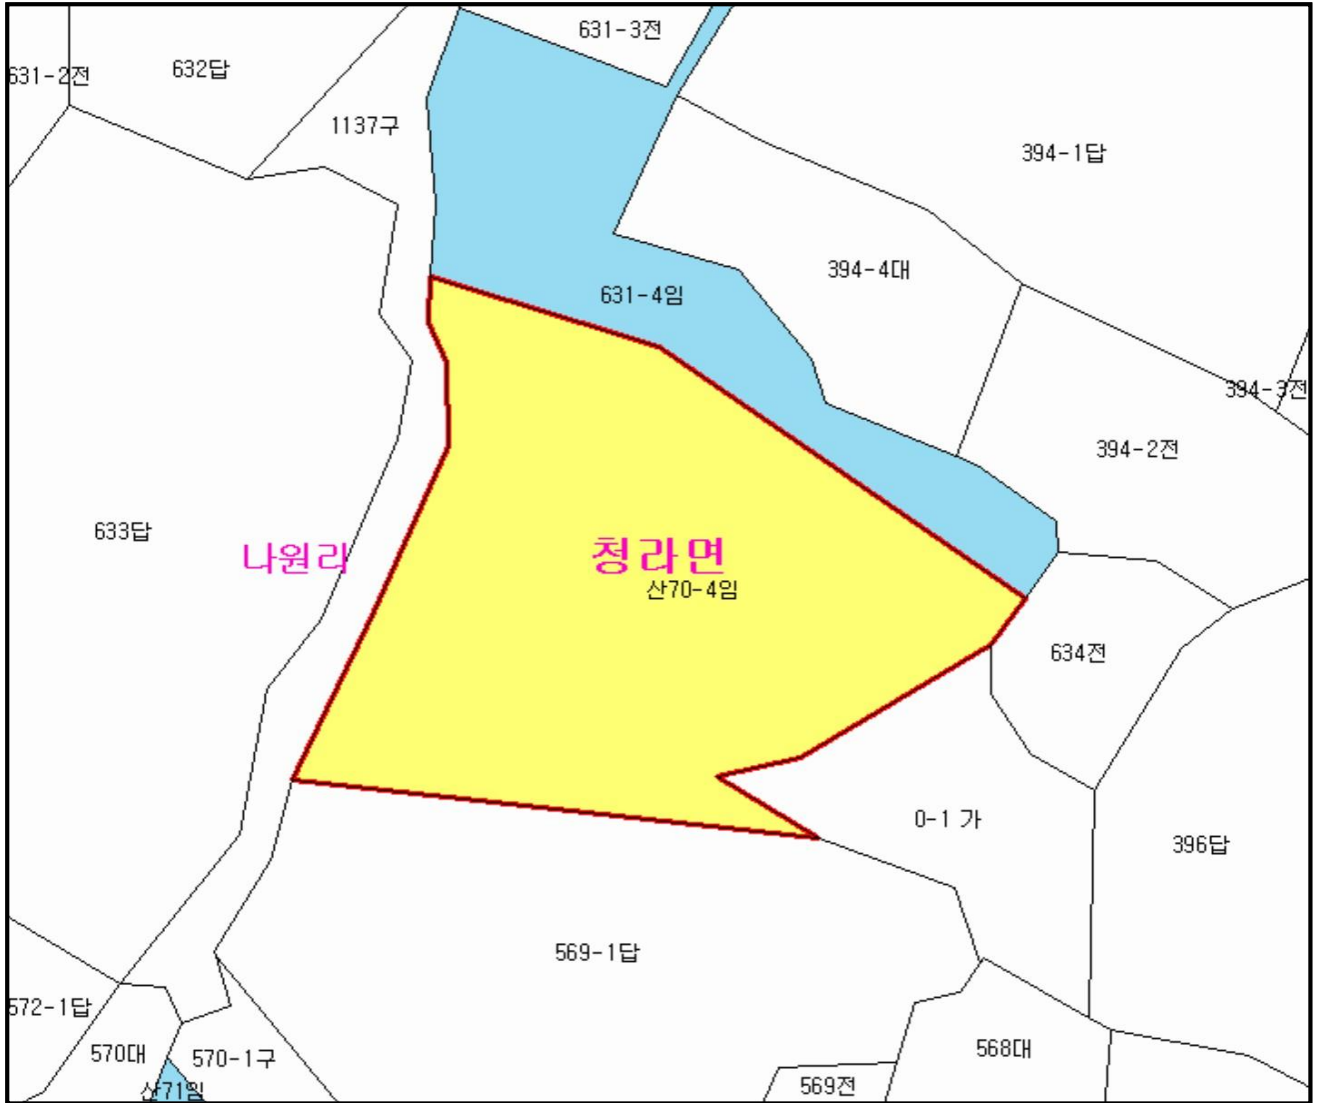 631-3전
631-2전
632답
1137구
394-1답
394-4대
631-4임
394-3전
394-2전
633답
나원리
청라면
산70-4임
634전
0-1 가
396답
569-1답
572-1답
570대
570-1구
568대
569전
산71임